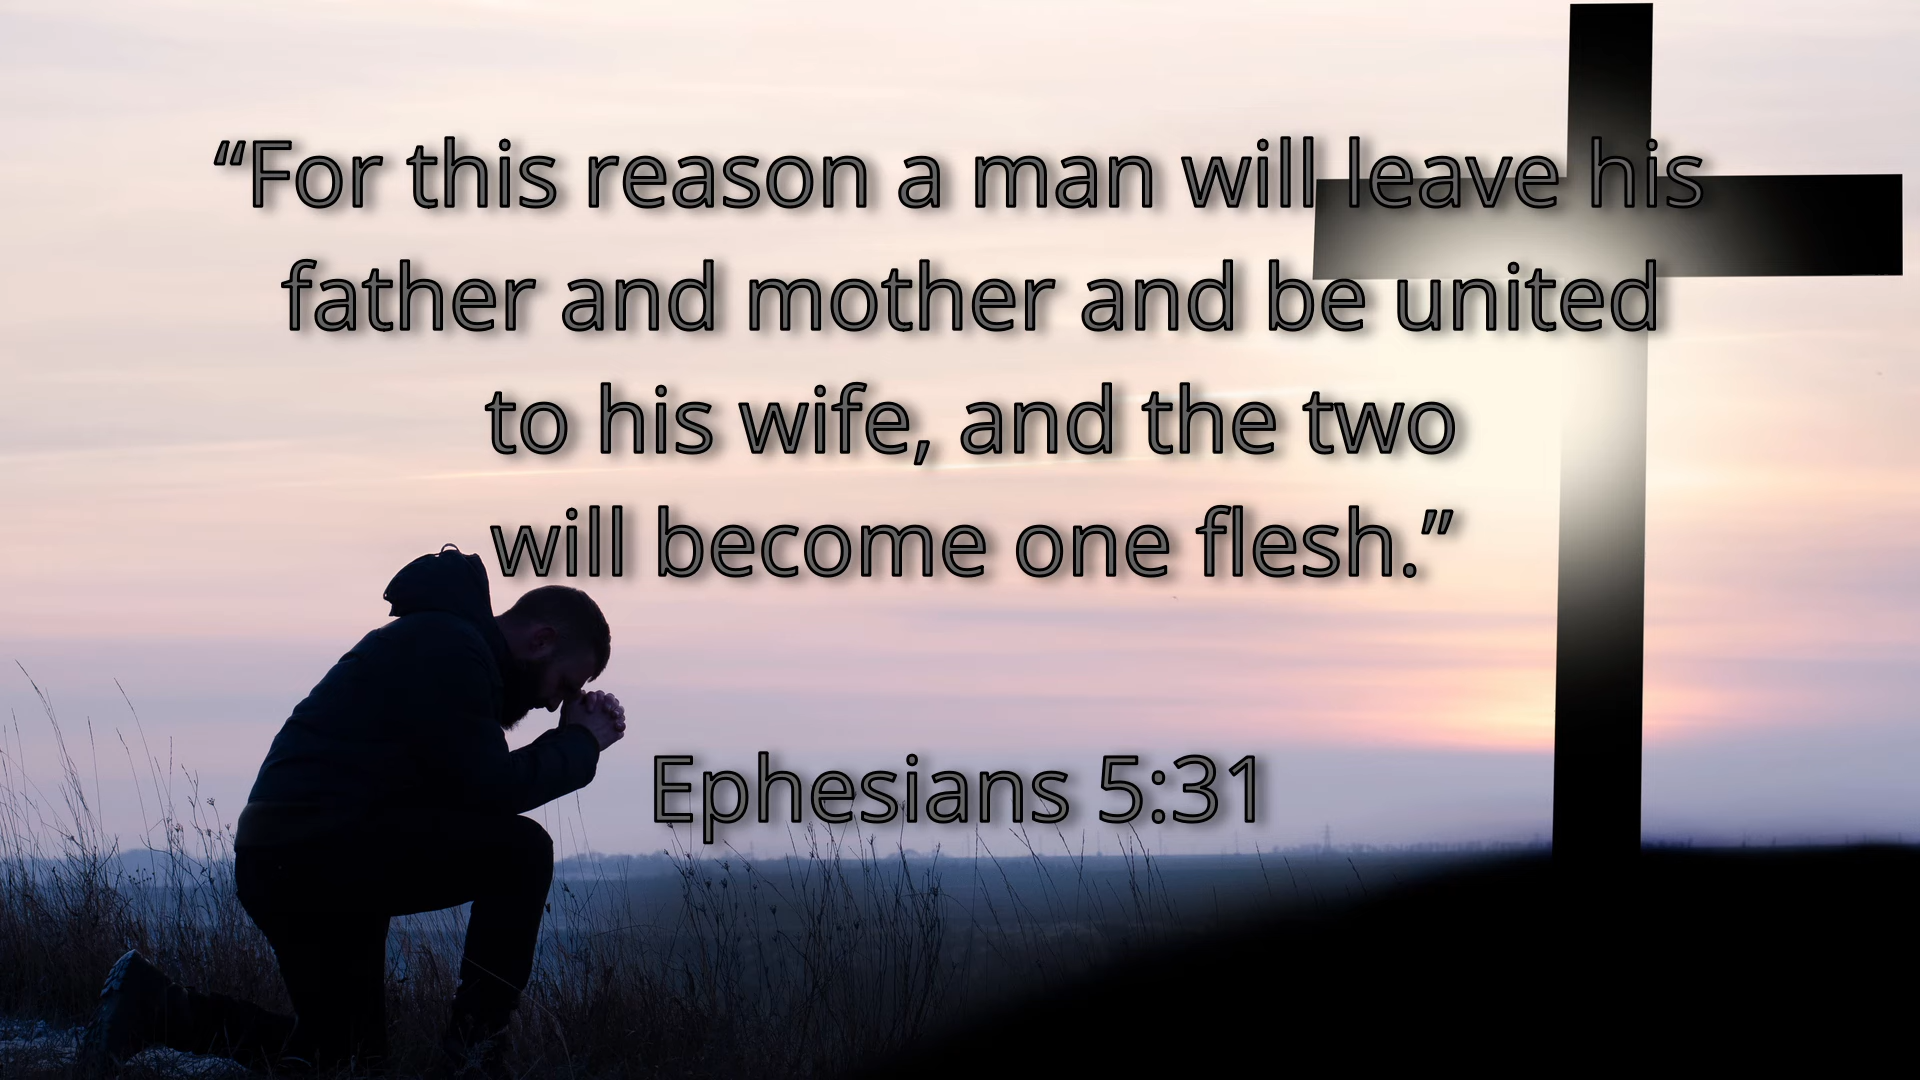 “For this reason a man will leave his
father and mother and be united
to his wife, and the two
will become one flesh.”
Ephesians 5:31